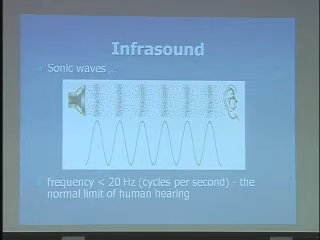 Infrasound
Sonic waves ...
frequency < 20 Hz (cycles per second) - the
normal limit of human hearing